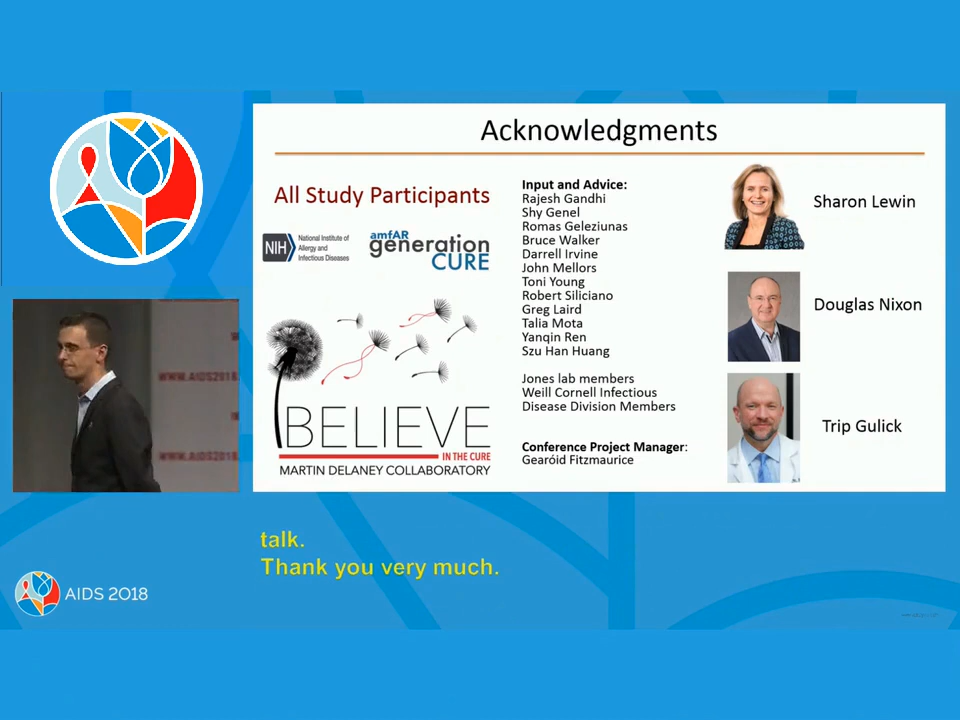 Acknowledgments
All Study Participants
NIH
National Institute of
Allergy and
Infectious Diseases
amfAR
generation
CURE
BELIEVE
IN THE CURE
MARTIN DELANEY COLLABORATORY
Input and Advice:
Rajesh Gandhi
Shy Genel
Romas Geleziunas
Bruce Walker
Darrell Irvine
John Mellors
Toni Young
Robert Siliciano
Greg Laird
Talia Mota
Yanqin Ren
Szu Han Huang
Jones lab members
Weill Cornell Infectious
Disease Division Members
Conference Project Manager:
Gearóid Fitzmaurice
Sharon Lewin
Douglas Nixon
Trip Gulick
WWW.AIDS2018.
WWW.AIDS2018
talk.
Thank you very much.
AIDS 2018